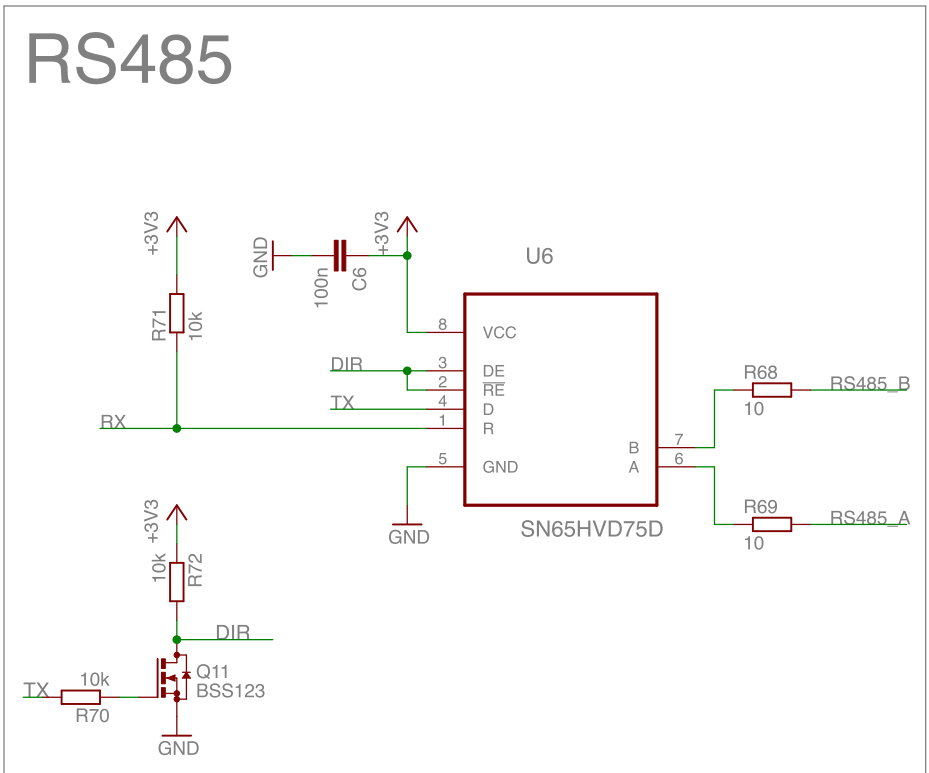 RS485
+3V3
R71
10k
RX
GND
100n
C6
+3V3
U6
8 VCC
DIR 3 DE
2 RE
TX 4 D
1 R
5 GND
GND
B 7
A 6
SN65HVD75D
R68
10
RS485_B
R69
10
RS485_A
+3V3
10k
R72
DIR
Q11
BSS123
TX
10k
R70
GND